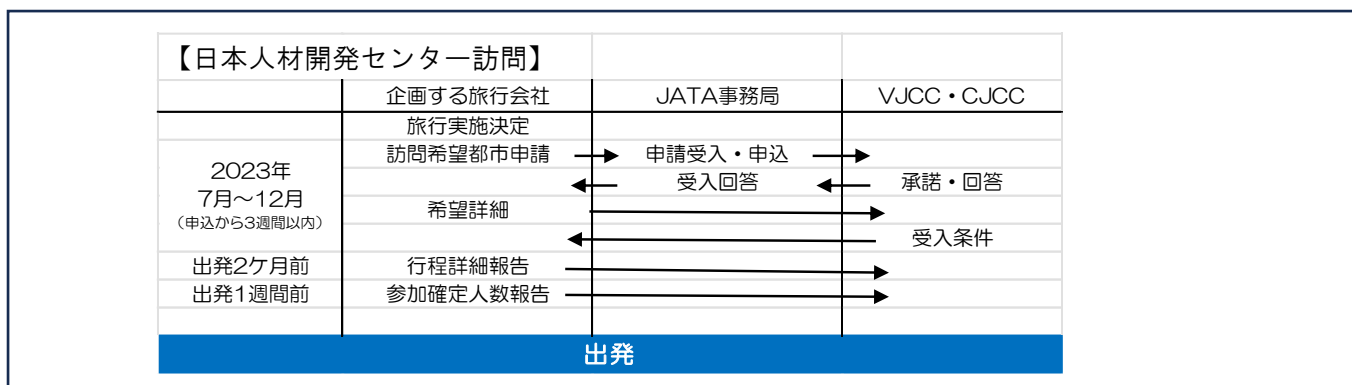 【日本人材開発センター訪問】
企画する旅行会社 JATA事務局 VJCC・CJCC
旅行実施決定
2023年
7月～12月
（申込から3週間以内）
訪問希望都市申請 申請受入・申込
受入回答 承諾・回答
希望詳細
受入条件
出発2ケ月前 行程詳細報告
出発1週間前 参加確定人数報告
出発